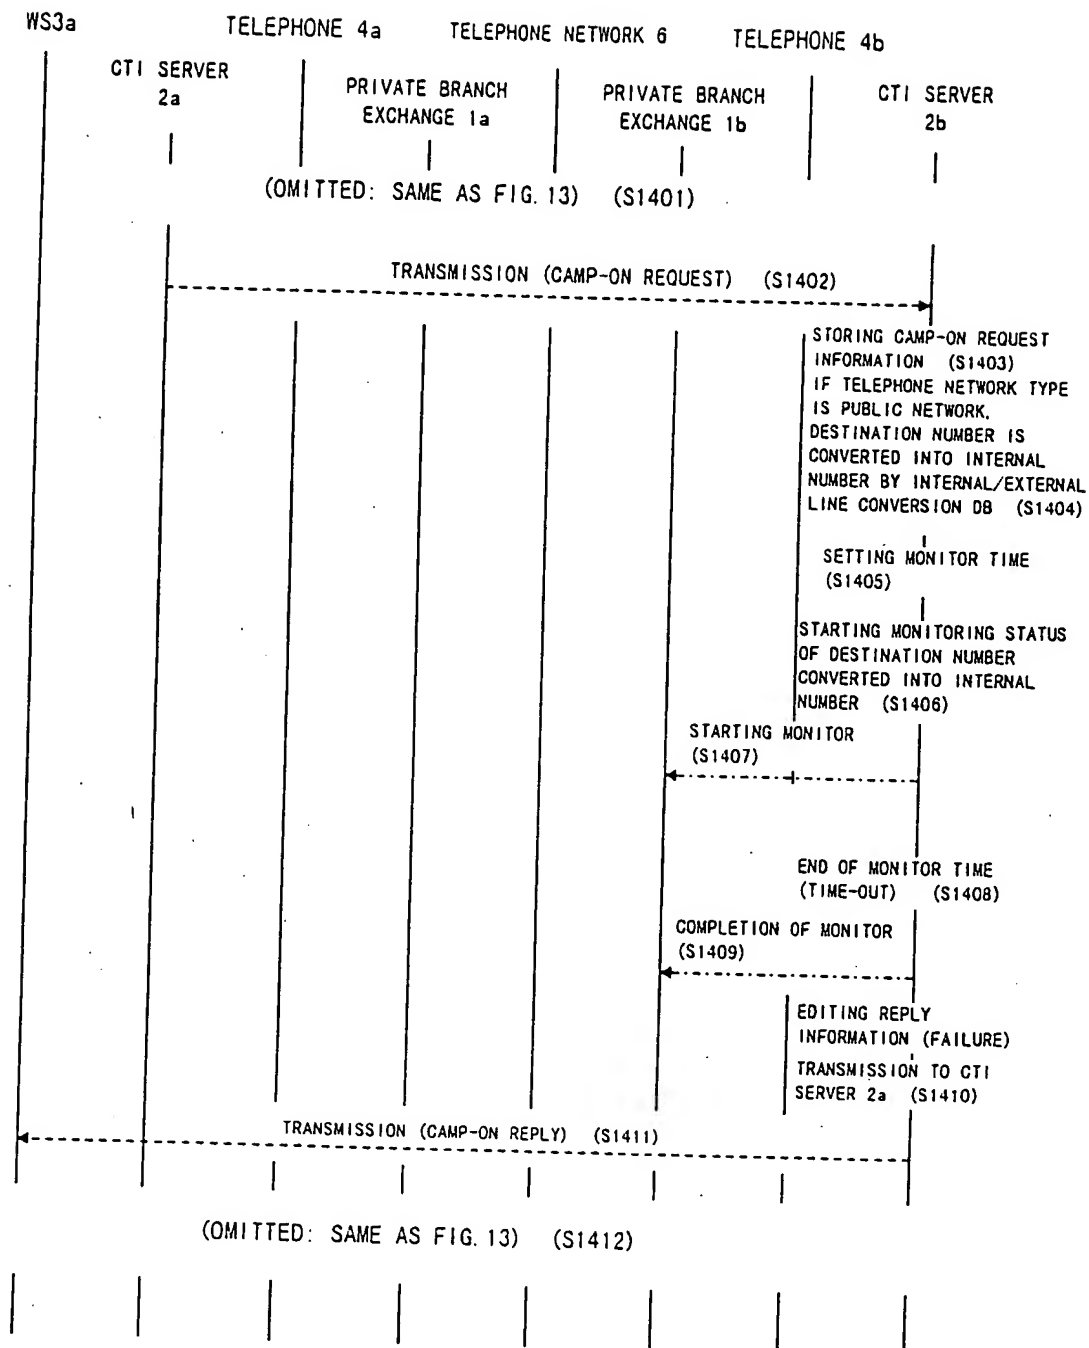 WS3a
TELEPHONE 4a
TELEPHONE NETWORK 6
TELEPHONE 4b
CTI SERVER
2a
PRIVATE BRANCH
EXCHANGE 1a
PRIVATE BRANCH
EXCHANGE 1b
CTI SERVER
2b
(OMITTED: SAME AS FIG. 13) (S1401)
TRANSMISSION (CAMP-ON REQUEST) (S1402)
STORING CAMP-ON REQUEST
INFORMATION (S1403)
IF TELEPHONE NETWORK TYPE
IS PUBLIC NETWORK.
DESTINATION NUMBER IS
CONVERTED INTO INTERNAL
NUMBER BY INTERNAL/EXTERNAL
LINE CONVERSION DB (S1404)
SETTING MONITOR TIME
(S1405)
STARTING MONITORING STATUS
OF DESTINATION NUMBER
CONVERTED INTO INTERNAL
NUMBER (S1406)
STARTING MONITOR
(S1407)
END OF MONITOR TIME
(TIME-OUT) (S1408)
COMPLETION OF MONITOR
(S1409)
EDITING REPLY
INFORMATION (FAILURE)
TRANSMISSION TO CTI
SERVER 2a (S1410)
TRANSMISSION (CAMP-ON REPLY) (S1411)
(OMITTED: SAME AS FIG. 13) (S1412)